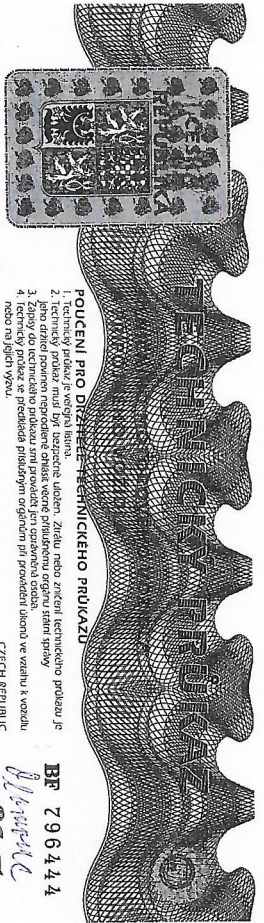 ČESKÁ
REPUBLIKA
TECHNICKÝ PRŮKAZ
POUČENÍ PRO DRŽITELE TECHNICKÉHO PRŮKAZU
1. Technický průkaz je veřejná listina.
2. Technický průkaz musí být bezpečně uložen. Ztrátu nebo zničení technického průkazu je
jeho držitel povinen neprodleně ohlásit věcně příslušnému orgánu státní správy.
3. Zápisy do technického průkazu smí provádět jen oprávněná osoba.
4. Technický průkaz se předkládá příslušným orgánům při provádění úkonů ve vztahu k vozidlu
nebo na jejich výzvu.
BF 796444
CZECH REPUBLIC